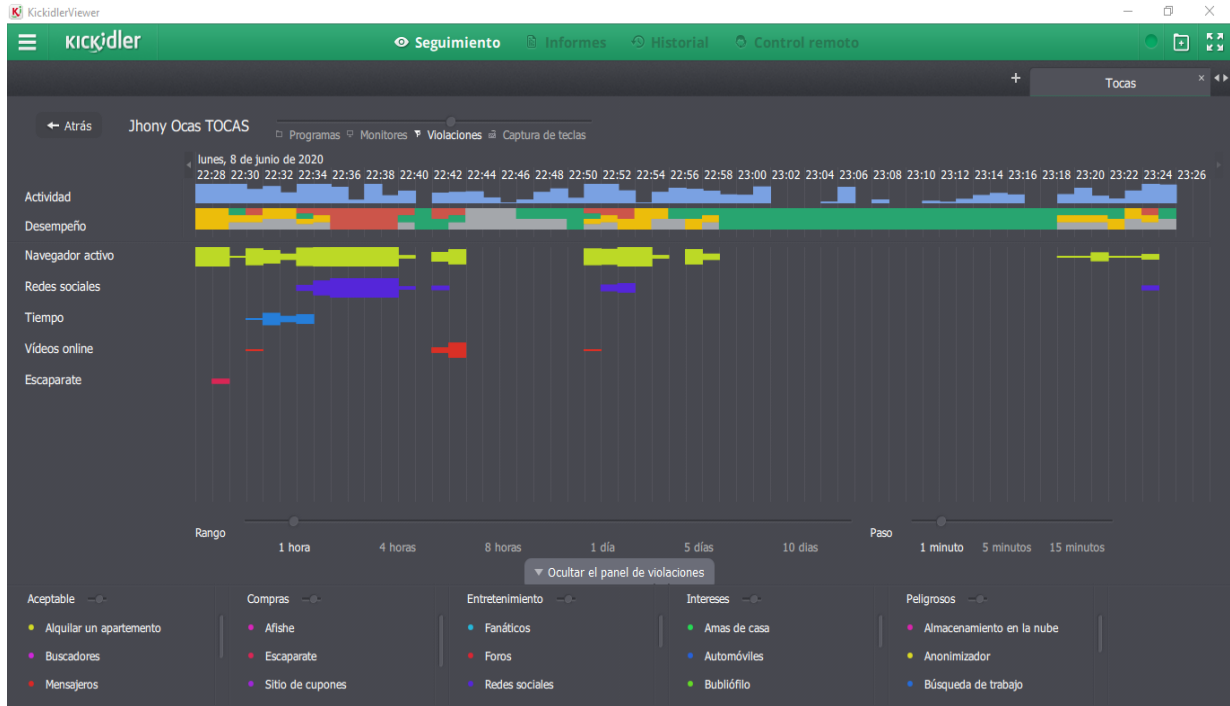 KickidlerViewer
KICKidler
Seguimiento Informes Historial Control remoto
+ Tocas ×
← Atrás Jhony Ocas TOCAS Programas Monitores Violaciones Captura de teclas
lunes, 8 de junio de 2020
22:28 22:30 22:32 22:34 22:36 22:38 22:40 22:42 22:44 22:46 22:48 22:50 22:52 22:54 22:56 22:58 23:00 23:02 23:04 23:06 23:08 23:10 23:12 23:14 23:16 23:18 23:20 23:22 23:24 23:26
Actividad
Desempeño
Navegador activo
Redes sociales
Tiempo
Vídeos online
Escaparate
Rango Paso
1 hora 4 horas 8 horas 1 día 5 días 10 dias 1 minuto 5 minutos 15 minutos
Ocultar el panel de violaciones
Aceptable Compras Entretenimiento Intereses Peligrosos
Alquilar un apartemento Afishe Fanáticos Amas de casa Almacenamiento en la nube
Buscadores Escaparate Foros Automóviles Anonimizador
Mensajeros Sitio de cupones Redes sociales Bubliófilo Búsqueda de trabajo